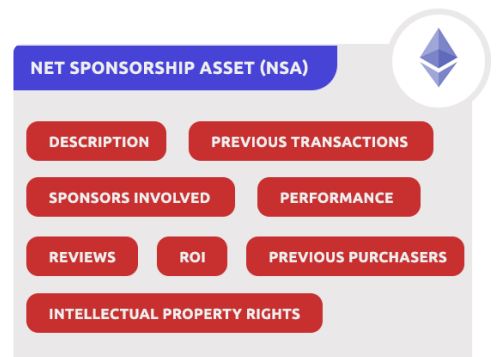 NET SPONSORSHIP ASSET (NSA)
DESCRIPTION
PREVIOUS TRANSACTIONS
SPONSORS INVOLVED
PERFORMANCE
REVIEWS
ROI
PREVIOUS PURCHASERS
INTELLECTUAL PROPERTY RIGHTS